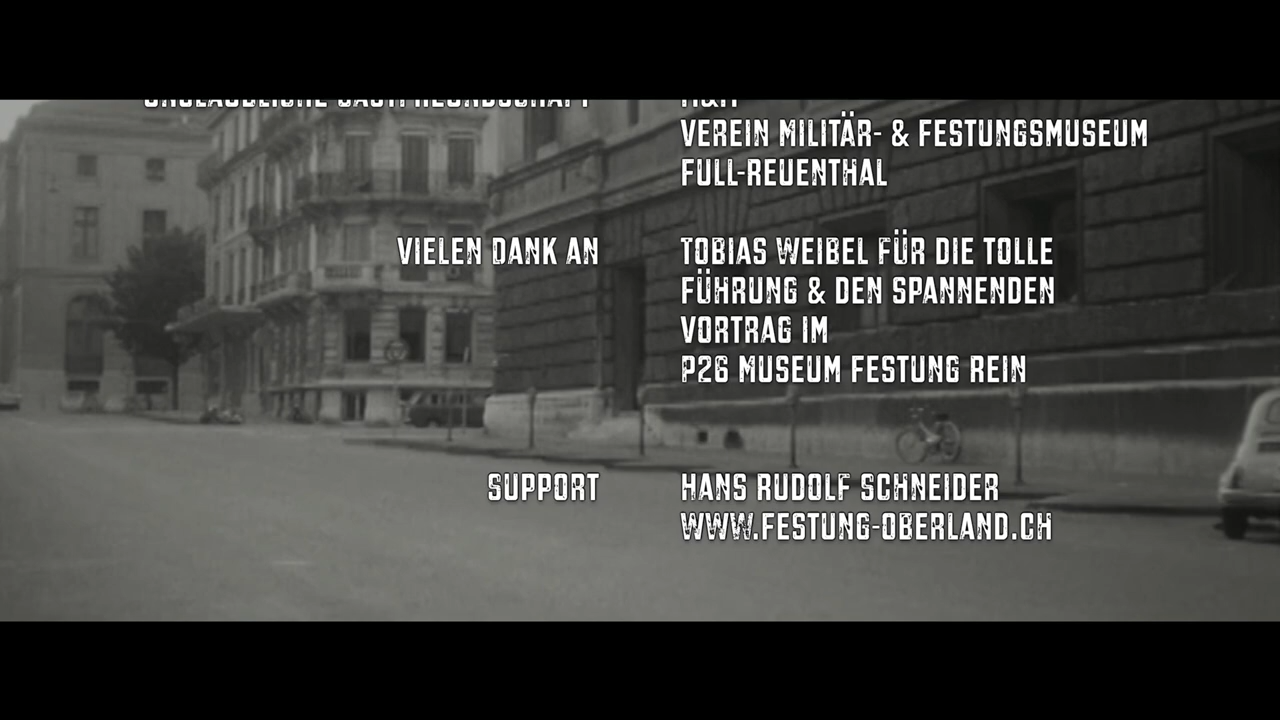 VEREIN MILITÄR- & FESTUNGSMUSEUM
FULL-REUENTHAL
VIELEN DANK AN TOBIAS WEIBEL FÜR DIE TOLLE
FÜHRUNG & DEN SPANNENDEN
VORTRAG IM
P26 MUSEUM FESTUNG REIN
SUPPORT HANS RUDOLF SCHNEIDER
WWW.FESTUNG-OBERLAND.CH